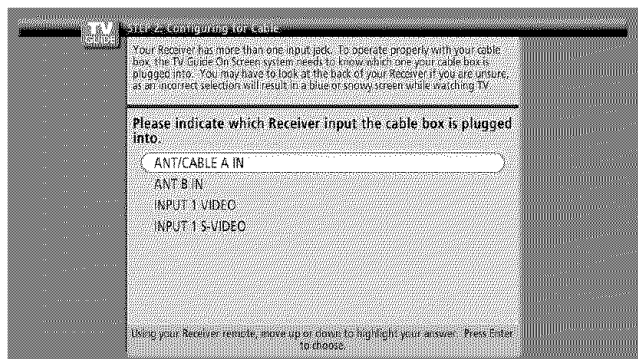 TV
GUIDE
STEP 2: Configuring for Cable
Your Receiver has more than one input jack. To operate properly with your cable
box, the TV Guide On Screen system needs to know which one your cable box is
plugged into. You may have to look at the back of your Receiver if you are unsure,
as an incorrect selection will result in a blue or snowy screen while watching TV.
Please indicate which Receiver input the cable box is plugged
into.
ANT/CABLE A IN
ANT B IN
INPUT 1 VIDEO
INPUT 1 S-VIDEO
Using your Receiver remote, move up or down to highlight your answer. Press Enter
to choose.